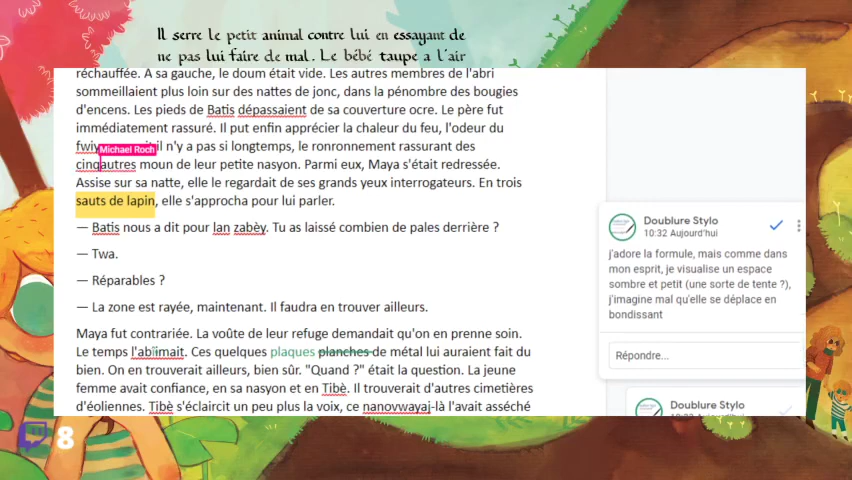 Il serre le petit animal contre lui en essayant de
ne pas lui faire de mal. Le bébé taupe a l'air
réchauffée. A sa gauche, le doum était vide. Les autres membres de l'abri
sommeillaient plus loin sur des nattes de jonc, dans la pénombre des bougies
d'encens. Les pieds de Batis dépassaient de sa couverture ocre. Le père fut
immédiatement rassuré. Il put enfin apprécier la chaleur du feu, l'odeur du
il n'y a pas si longtemps, le ronronnement rassurant des
Michael Roch
cinqautres moun de leur petite nasyon. Parmi eux, Maya s'était redressée.
Assise sur sa natte, elle le regardait de ses grands yeux interrogateurs. En trois
sauts de lapin, elle s'approcha pour lui parler.
— Batis nous a dit pour lan zabèy. Tu as laissé combien de pales derrière ?
— Twa.
— Réparables ?
— La zone est rayée, maintenant. Il faudra en trouver ailleurs.
Maya fut contrariée. La voûte de leur refuge demandait qu'on en prenne soin.
Le temps l'abîimait. Ces quelques plaques planches de métal lui auraient fait du
bien. On en trouverait ailleurs, bien sûr. "Quand ?" était la question. La jeune
femme avait confiance, en sa nasyon et en Tibè. Il trouverait d'autres cimetières
d'éoliennes. Tibè s'éclaircit un peu plus la voix, ce nanovwayaj-là l'avait asséché
Doublure Stylo
10:32 Aujourd'hui
j'adore la formule, mais comme dans
mon esprit, je visualise un espace
sombre et petit (une sorte de tente ?),
j'imagine mal qu'elle se déplace en
bondissant
Répondre...
Doublure Stylo
8